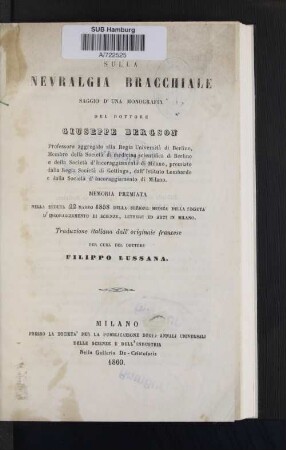 SUB Hamburg
A/722525
SULLA
NEVRALGIA BRACCHIALE
SAGGIO D'UNA MONOGRAFIA
DEL DOTTORE
GIUSEPPE BERGSON
Professore aggregato alla Regia Università di Berlino,
Membro della Società di medicina scientifica di Berlino
e della Società d'Incoraggiamento di Milano, premiato
dalla Regia Società di Gottinga, dall'Istituto Lombardo
e dalla Società d'Incoraggiamento di Milano.
MEMORIA PREMIATA
NELLA SEDUTA 22 MARZO 1858 DELLA SEZIONE MEDICA DELLA SOCIETÀ
D'INCORAGGIAMENTO DI SCIENZE, LETTERE ED ARTI IN MILANO.
Traduzione italiana dall'originale francese
PER CURA DEL DOTTORE
FILIPPO LUSSANA.
MILANO
PRESSO LA SOCIETÀ PER LA PUBBLICAZIONE DEGLI ANNALI UNIVERSALI
DELLE SCIENZE E DELL'INDUSTRIA
Nella Galleria De-Cristoforis
1860.